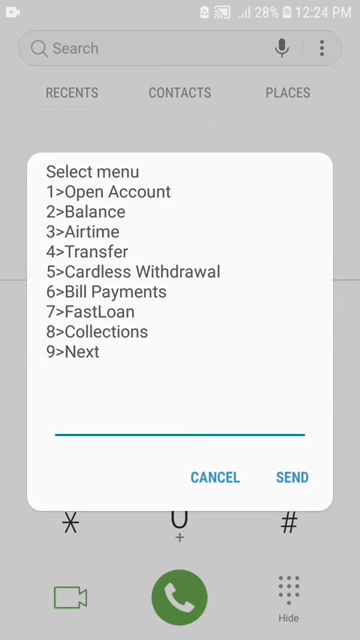 28% 12:24 PM
Search
RECENTS CONTACTS PLACES
Select menu
1>Open Account
2>Balance
3>Airtime
4>Transfer
5>Cardless Withdrawal
6>Bill Payments
7>FastLoan
8>Collections
9>Next
CANCEL SEND
* 0 #
+
Hide